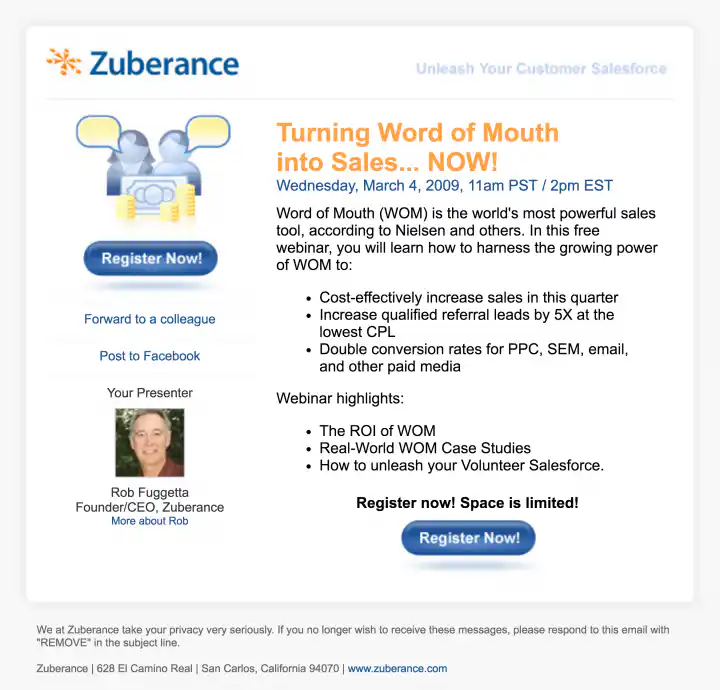 Zuberance
Unleash Your Customer Salesforce
Register Now!
Forward to a colleague
Post to Facebook
Your Presenter
Rob Fuggetta
Founder/CEO, Zuberance
More about Rob
Turning Word of Mouth
into Sales... NOW!
Wednesday, March 4, 2009, 11am PST / 2pm EST
Word of Mouth (WOM) is the world's most powerful sales
tool, according to Nielsen and others. In this free
webinar, you will learn how to harness the growing power
of WOM to:
• Cost-effectively increase sales in this quarter
• Increase qualified referral leads by 5X at the
lowest CPL
• Double conversion rates for PPC, SEM, email,
and other paid media
Webinar highlights:
• The ROI of WOM
• Real-World WOM Case Studies
• How to unleash your Volunteer Salesforce.
Register now! Space is limited!
Register Now!
We at Zuberance take your privacy very seriously. If you no longer wish to receive these messages, please respond to this email with
"REMOVE" in the subject line.
Zuberance | 628 El Camino Real | San Carlos, California 94070 | www.zuberance.com